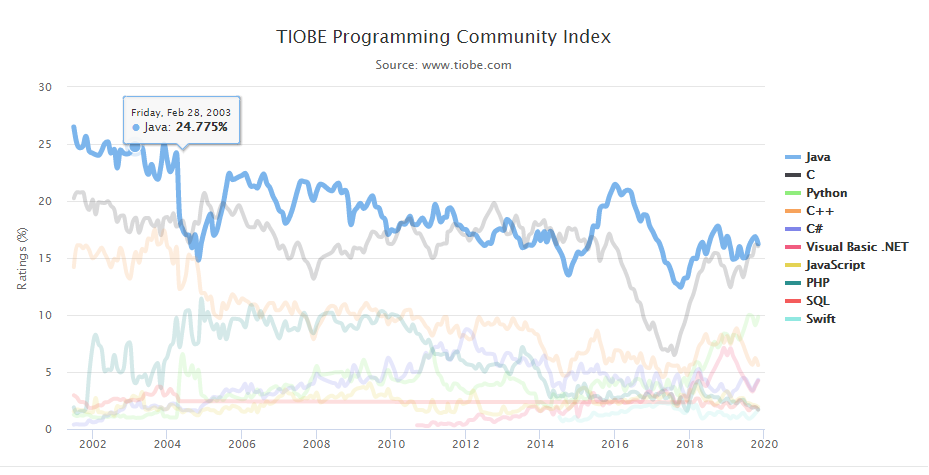 TIOBE Programming Community Index
Source: www.tiobe.com
Ratings (%)
30
25
20
15
10
5
0
Friday, Feb 28, 2003
Java: 24.775%
2002 2004 2006 2008 2010 2012 2014 2016 2018 2020
Java
C
Python
C++
C#
Visual Basic .NET
JavaScript
PHP
SQL
Swift